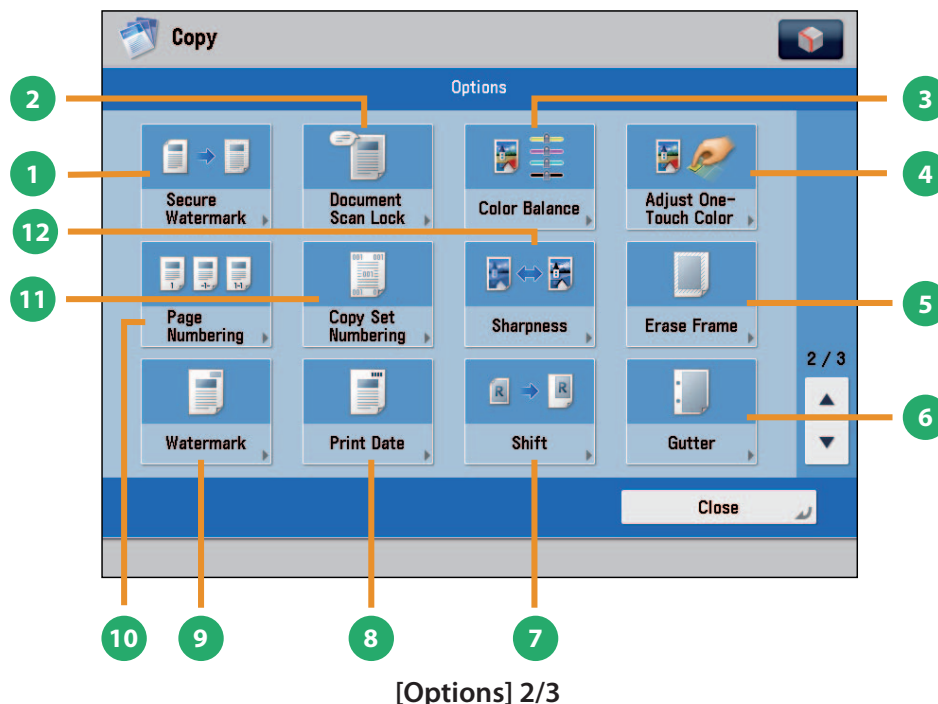 Copy
Options
2
3
1
4
Secure
Watermark
Document
Scan Lock
Color Balance
Adjust One-
Touch Color
12
11
5
Page
Numbering
Copy Set
Numbering
Sharpness
Erase Frame
2 / 3
6
Watermark
Print Date
Shift
Gutter
Close
10
9
8
7
[Options] 2/3